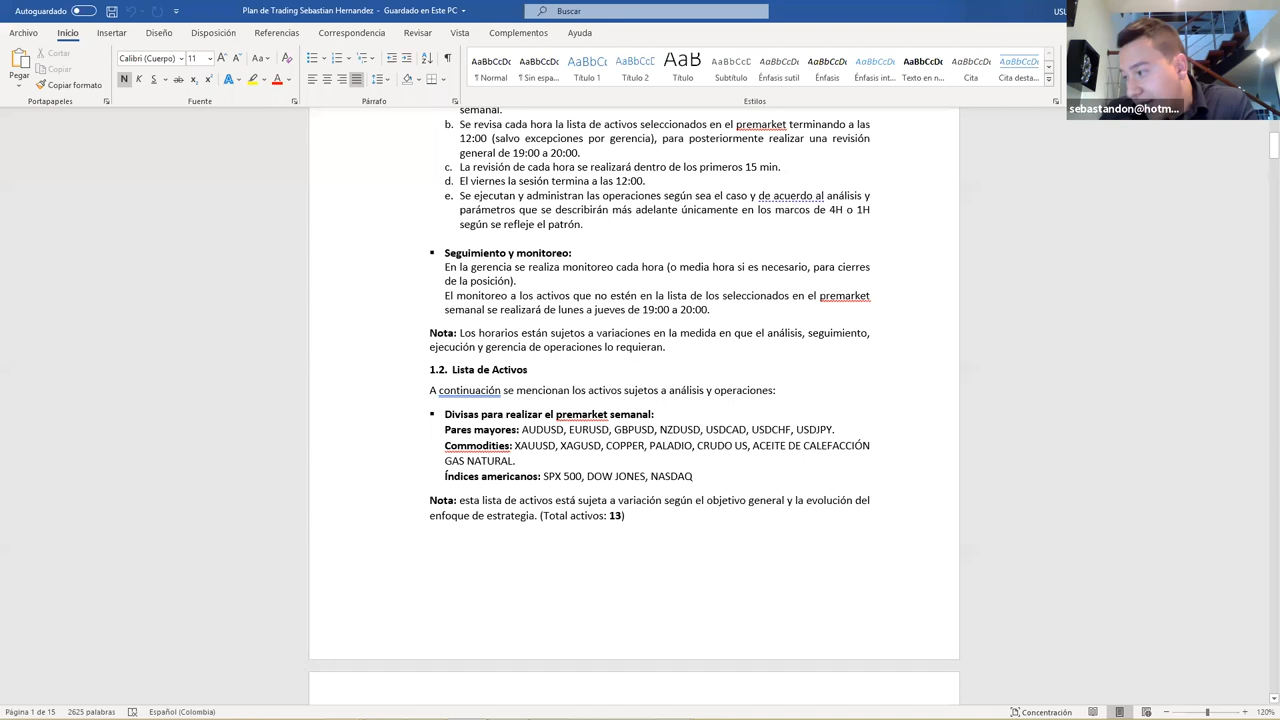 Autoguardado
Plan de Trading Sebastian Hernandez - Guardado en Este PC
Buscar
Archivo Inicio Insertar Diseño Disposición Referencias Correspondencia Revisar Vista Complementos Ayuda
Pegar
Cortar
Copiar
Copiar formato
Portapapeles
Calibri (Cuerpo) 11
N K S
Fuente
Párrafo
AaBbCcDc AaBbCcDc AaBbCc AaBbCcC AaB AaBbCcC AaBbCcDc AaBbCcDc AaBbCcDc AaBbCcDc AaBbCcDc AaBbCcDc
¶ Normal ¶ Sin espa... Título 1 Título 2 Título Subtítulo Énfasis sutil Énfasis Énfasis int... Texto en n... Cita Cita desta...
Estilos
sebastandon@hotm...
semanal.
b. Se revisa cada hora la lista de activos seleccionados en el premarket terminando a las
12:00 (salvo excepciones por gerencia), para posteriormente realizar una revisión
general de 19:00 a 20:00.
c. La revisión de cada hora se realizará dentro de los primeros 15 min.
d. El viernes la sesión termina a las 12:00.
e. Se ejecutan y administran las operaciones según sea el caso y de acuerdo al análisis y
parámetros que se describirán más adelante únicamente en los marcos de 4H o 1H
según se refleje el patrón.
▪ Seguimiento y monitoreo:
En la gerencia se realiza monitoreo cada hora (o media hora si es necesario, para cierres
de la posición).
El monitoreo a los activos que no estén en la lista de los seleccionados en el premarket
semanal se realizará de lunes a jueves de 19:00 a 20:00.
Nota: Los horarios están sujetos a variaciones en la medida en que el análisis, seguimiento,
ejecución y gerencia de operaciones lo requieran.
1.2. Lista de Activos
A continuación se mencionan los activos sujetos a análisis y operaciones:
▪ Divisas para realizar el premarket semanal:
Pares mayores: AUDUSD, EURUSD, GBPUSD, NZDUSD, USDCAD, USDCHF, USDJPY.
Commodities: XAUUSD, XAGUSD, COPPER, PALADIO, CRUDO US, ACEITE DE CALEFACCIÓN
GAS NATURAL.
Índices americanos: SPX 500, DOW JONES, NASDAQ
Nota: esta lista de activos está sujeta a variación según el objetivo general y la evolución del
enfoque de estrategia. (Total activos: 13)
Página 1 de 15 2625 palabras Español (Colombia) Concentración 120%